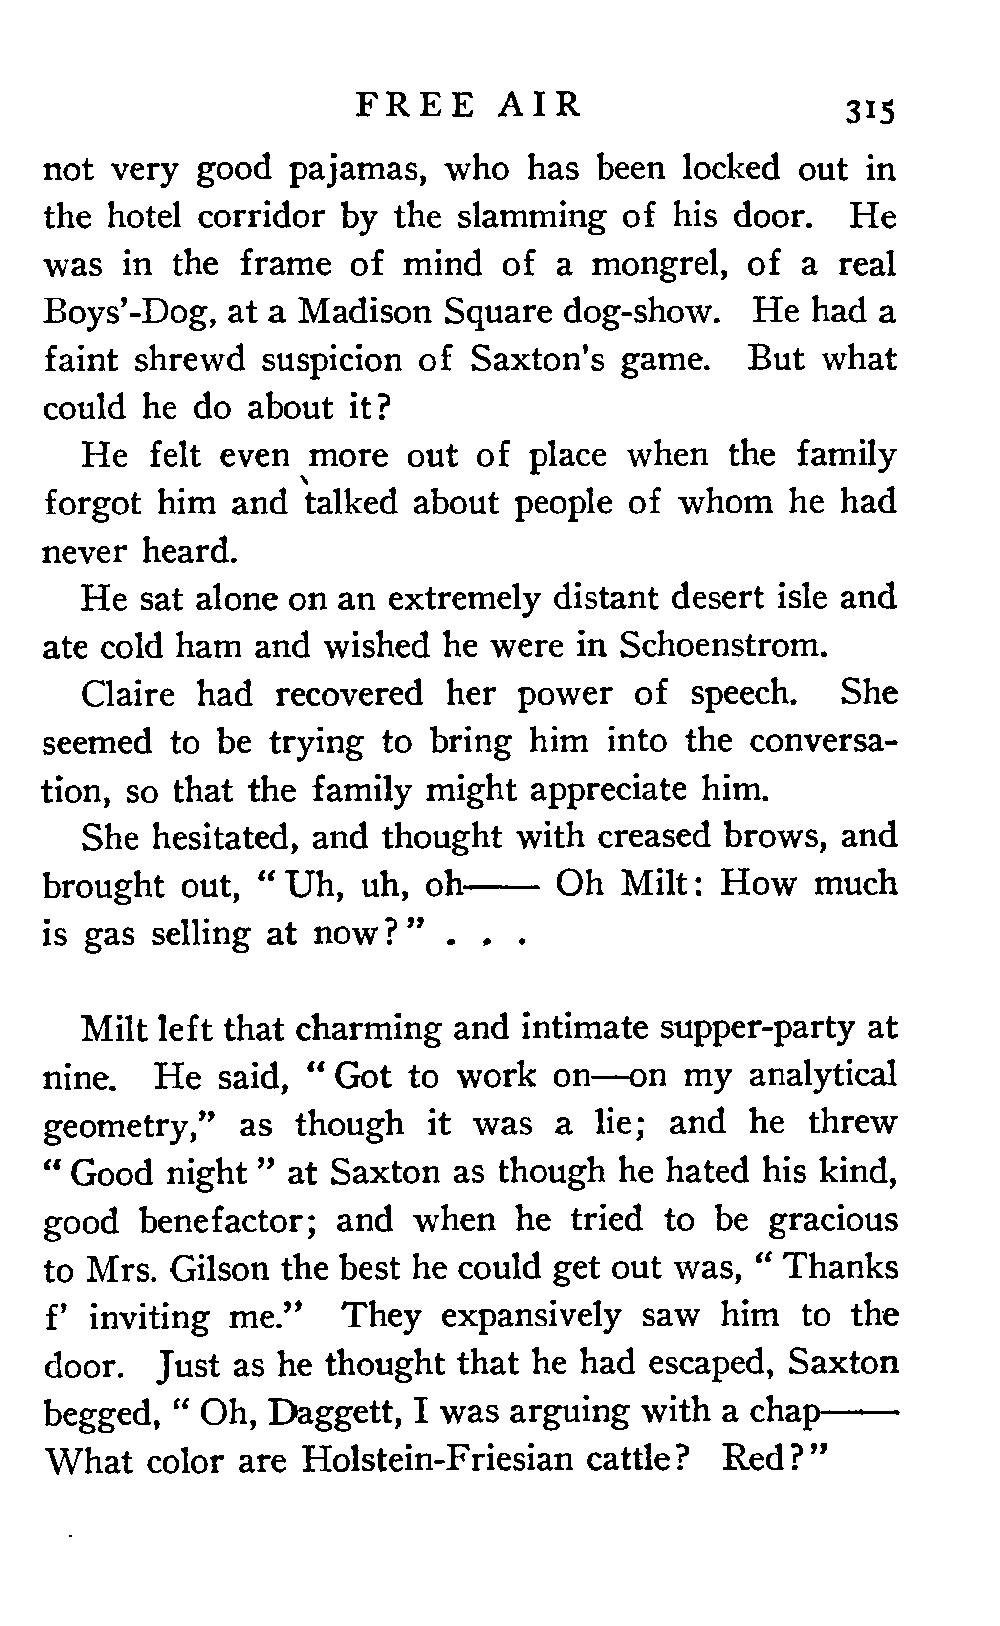 FREE AIR 315
not very good pajamas, who has been locked out in
the hotel corridor by the slamming of his door. He
was in the frame of mind of a mongrel, of a real
Boys'-Dog, at a Madison Square dog-show. He had a
faint shrewd suspicion of Saxton's game. But what
could he do about it?
He felt even more out of place when the family
forgot him and talked about people of whom he had
never heard.
He sat alone on an extremely distant desert isle and
ate cold ham and wished he were in Schoenstrom.
Claire had recovered her power of speech. She
seemed to be trying to bring him into the conversa-
tion, so that the family might appreciate him.
She hesitated, and thought with creased brows, and
brought out, “ Uh, uh, oh—— Oh Milt: How much
is gas selling at now? ” . . .
Milt left that charming and intimate supper-party at
nine. He said, “ Got to work on—on my analytical
geometry,” as though it was a lie; and he threw
“ Good night ” at Saxton as though he hated his kind,
good benefactor; and when he tried to be gracious
to Mrs. Gilson the best he could get out was, “ Thanks
f' inviting me.” They expansively saw him to the
door. Just as he thought that he had escaped, Saxton
begged, “ Oh, Daggett, I was arguing with a chap——
What color are Holstein-Friesian cattle? Red?”